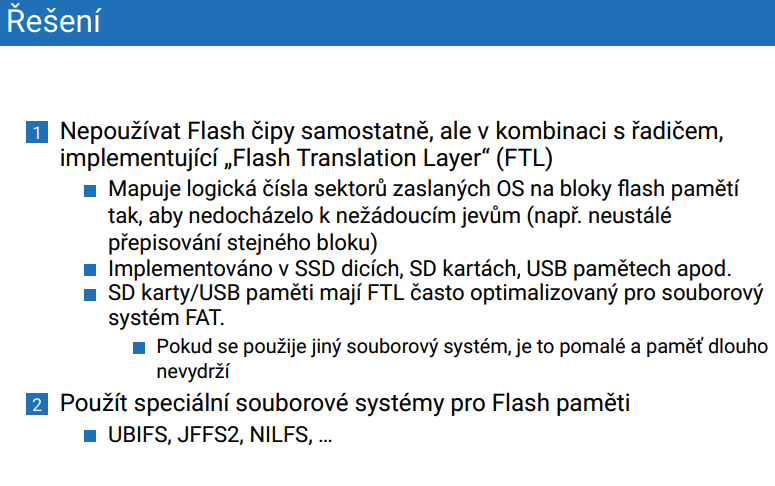 Řešení
1 Nepoužívat Flash čipy samostatně, ale v kombinaci s řadičem,
implementující „Flash Translation Layer“ (FTL)
Mapuje logická čísla sektorů zaslaných OS na bloky flash pamětí
tak, aby nedocházelo k nežádoucím jevům (např. neustálé
přepisování stejného bloku)
Implementováno v SSD dicích, SD kartách, USB pamětech apod.
SD karty/USB paměti mají FTL často optimalizovaný pro souborový
systém FAT.
Pokud se použije jiný souborový systém, je to pomalé a paměť dlouho
nevydrží
2 Použít speciální souborové systémy pro Flash paměti
UBIFS, JFFS2, NILFS, ...